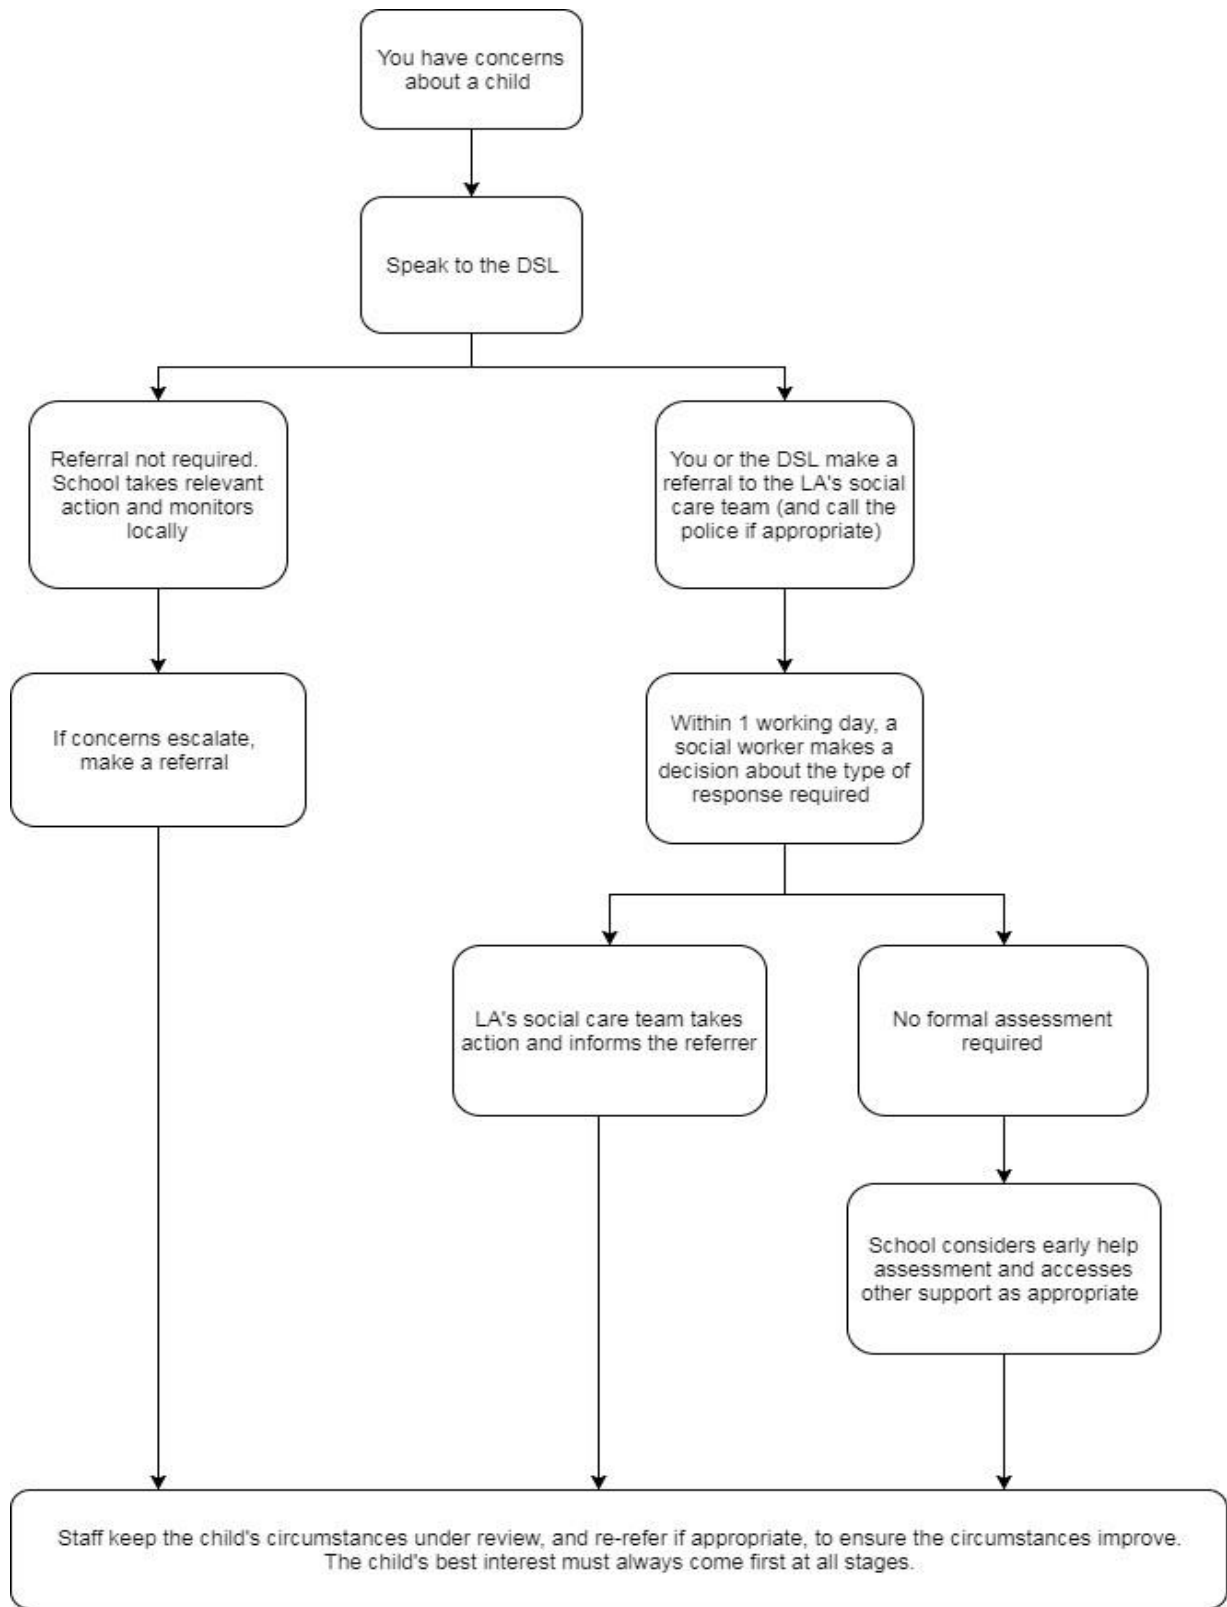 You have concerns
about a child
Speak to the DSL
Referral not required.
School takes relevant
action and monitors
locally
You or the DSL make a
referral to the LA's social
care team (and call the
police if appropriate)
If concerns escalate,
make a referral
Within 1 working day, a
social worker makes a
decision about the type of
response required
LA's social care team takes
action and informs the referrer
No formal assessment
required
School considers early help
assessment and accesses
other support as appropriate
Staff keep the child's circumstances under review, and re-refer if appropriate, to ensure the circumstances improve.
The child's best interest must always come first at all stages.